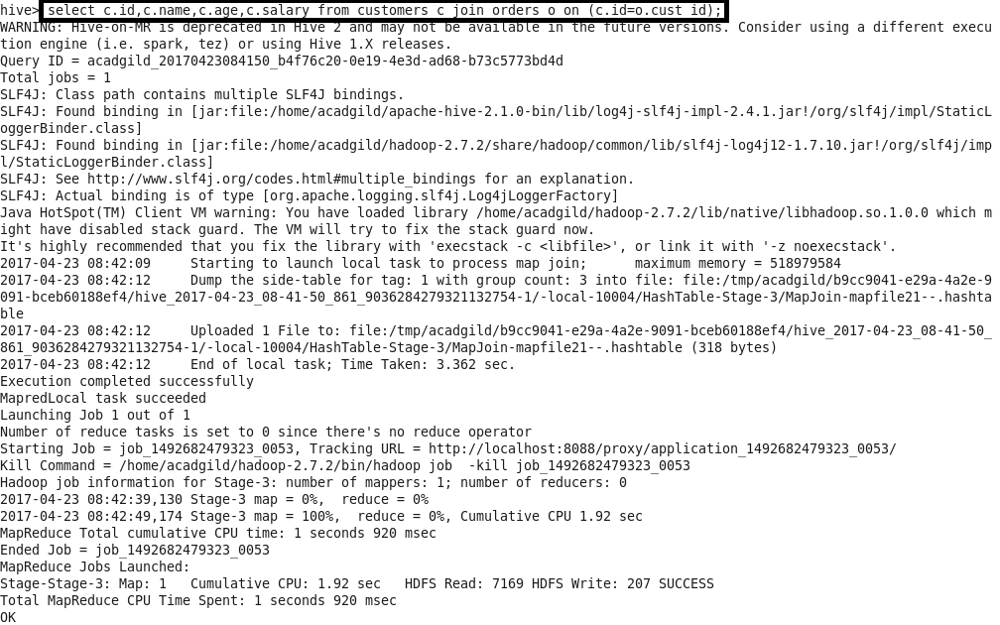 hive> select c.id,c.name,c.age,c.salary from customers c join orders o on (c.id=o.cust_id);
WARNING: Hive-on-MR is deprecated in Hive 2 and may not be available in the future versions. Consider using a different execu
tion engine (i.e. spark, tez) or using Hive 1.X releases.
Query ID = acadgild_20170423084150_b4f76c20-0e19-4e3d-ad68-b73c5773bd4d
Total jobs = 1
SLF4J: Class path contains multiple SLF4J bindings.
SLF4J: Found binding in [jar:file:/home/acadgild/apache-hive-2.1.0-bin/lib/log4j-slf4j-impl-2.4.1.jar!/org/slf4j/impl/StaticL
oggerBinder.class]
SLF4J: Found binding in [jar:file:/home/acadgild/hadoop-2.7.2/share/hadoop/common/lib/slf4j-log4j12-1.7.10.jar!/org/slf4j/imp
l/StaticLoggerBinder.class]
SLF4J: See http://www.slf4j.org/codes.html#multiple_bindings for an explanation.
SLF4J: Actual binding is of type [org.apache.logging.slf4j.Log4jLoggerFactory]
Java HotSpot(TM) Client VM warning: You have loaded library /home/acadgild/hadoop-2.7.2/lib/native/libhadoop.so.1.0.0 which m
ight have disabled stack guard. The VM will try to fix the stack guard now.
It's highly recommended that you fix the library with 'execstack -c <libfile>', or link it with '-z noexecstack'.
2017-04-23 08:42:09     Starting to launch local task to process map join;      maximum memory = 518979584
2017-04-23 08:42:12     Dump the side-table for tag: 1 with group count: 3 into file: file:/tmp/acadgild/b9cc9041-e29a-4a2e-9
091-bceb60188ef4/hive_2017-04-23_08-41-50_861_9036284279321132754-1/-local-10004/HashTable-Stage-3/MapJoin-mapfile21--.hashta
ble
2017-04-23 08:42:12     Uploaded 1 File to: file:/tmp/acadgild/b9cc9041-e29a-4a2e-9091-bceb60188ef4/hive_2017-04-23_08-41-50_
861_9036284279321132754-1/-local-10004/HashTable-Stage-3/MapJoin-mapfile21--.hashtable (318 bytes)
2017-04-23 08:42:12     End of local task; Time Taken: 3.362 sec.
Execution completed successfully
MapredLocal task succeeded
Launching Job 1 out of 1
Number of reduce tasks is set to 0 since there's no reduce operator
Starting Job = job_1492682479323_0053, Tracking URL = http://localhost:8088/proxy/application_1492682479323_0053/
Kill Command = /home/acadgild/hadoop-2.7.2/bin/hadoop job  -kill job_1492682479323_0053
Hadoop job information for Stage-3: number of mappers: 1; number of reducers: 0
2017-04-23 08:42:39,130 Stage-3 map = 0%,  reduce = 0%
2017-04-23 08:42:49,174 Stage-3 map = 100%,  reduce = 0%, Cumulative CPU 1.92 sec
MapReduce Total cumulative CPU time: 1 seconds 920 msec
Ended Job = job_1492682479323_0053
MapReduce Jobs Launched:
Stage-Stage-3: Map: 1   Cumulative CPU: 1.92 sec   HDFS Read: 7169 HDFS Write: 207 SUCCESS
Total MapReduce CPU Time Spent: 1 seconds 920 msec
OK